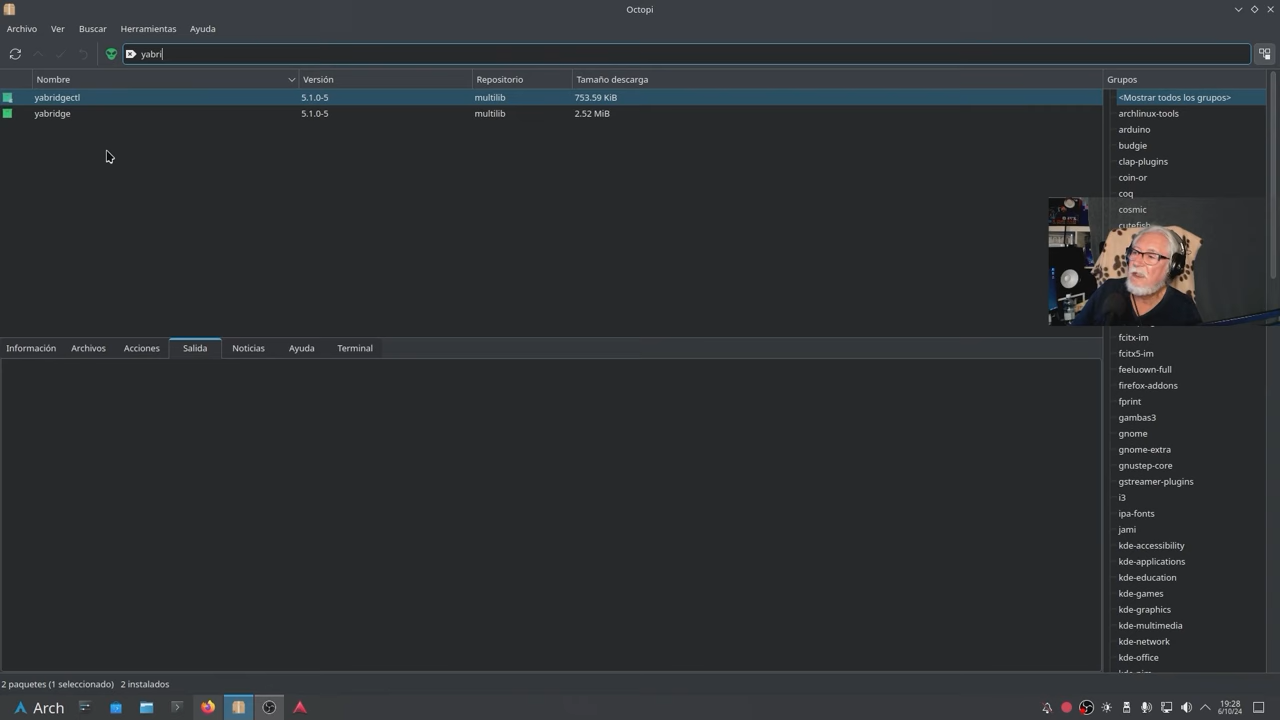 Octopi
Archivo Ver Buscar Herramientas Ayuda
yabri
Nombre Versión Repositorio Tamaño descarga Grupos
yabridgectl 5.1.0-5 multilib 753.59 KiB
yabridge 5.1.0-5 multilib 2.52 MiB
<Mostrar todos los grupos>
archlinux-tools
arduino
budgie
clap-plugins
coin-or
coq
cosmic
cutefish
fcitx-im
fcitx5-im
feeluown-full
firefox-addons
fprint
gambas3
gnome
gnome-extra
gnustep-core
gstreamer-plugins
i3
ipa-fonts
jami
kde-accessibility
kde-applications
kde-education
kde-games
kde-graphics
kde-multimedia
kde-network
kde-office
Información Archivos Acciones Salida Noticias Ayuda Terminal
2 paquetes (1 seleccionado) 2 instalados
Arch
19:28
6/10/24